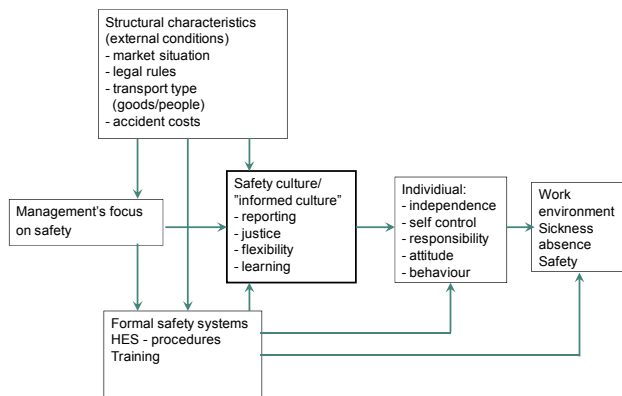 Structural characteristics
(external conditions)
- market situation
- legal rules
- transport type
(goods/people)
- accident costs
Management's focus
on safety
Safety culture/
"informed culture"
- reporting
- justice
- flexibility
- learning
Individiual:
- independence
- self control
- responsibility
- attitude
- behaviour
Work
environment
Sickness
absence
Safety
Formal safety systems
HES - procedures
Training